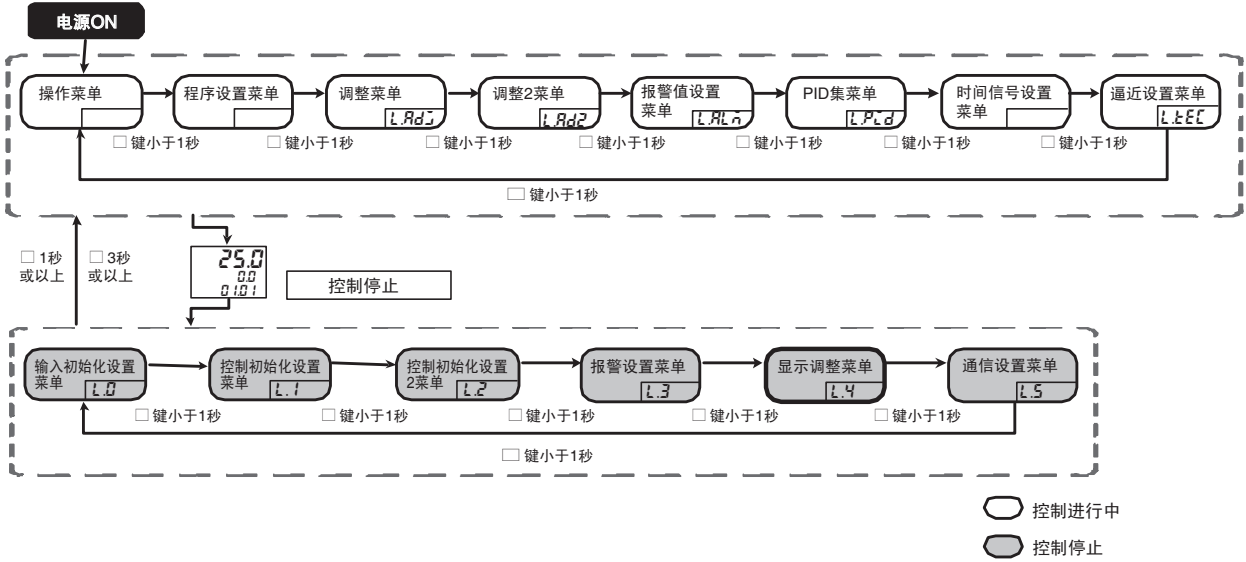 电源ON
操作菜单
程序设置菜单
调整菜单
L.Adj
调整2菜单
L.Ad2
报警值设置
菜单
L.ALm
PID集菜单
L.Pid
时间信号设置
菜单
逼近设置菜单
L.tEC
□ 键小于1秒
□ 键小于1秒
□ 键小于1秒
□ 键小于1秒
□ 键小于1秒
□ 键小于1秒
□ 键小于1秒
□ 键小于1秒
□ 1秒
或以上
□ 3秒
或以上
25.0
0.0
01.01
控制停止
输入初始化设置
菜单
L.0
控制初始化设置
菜单
L.1
控制初始化设置
2菜单
L.2
报警设置菜单
L.3
显示调整菜单
L.4
通信设置菜单
L.5
□ 键小于1秒
□ 键小于1秒
□ 键小于1秒
□ 键小于1秒
□ 键小于1秒
□ 键小于1秒
控制进行中
控制停止